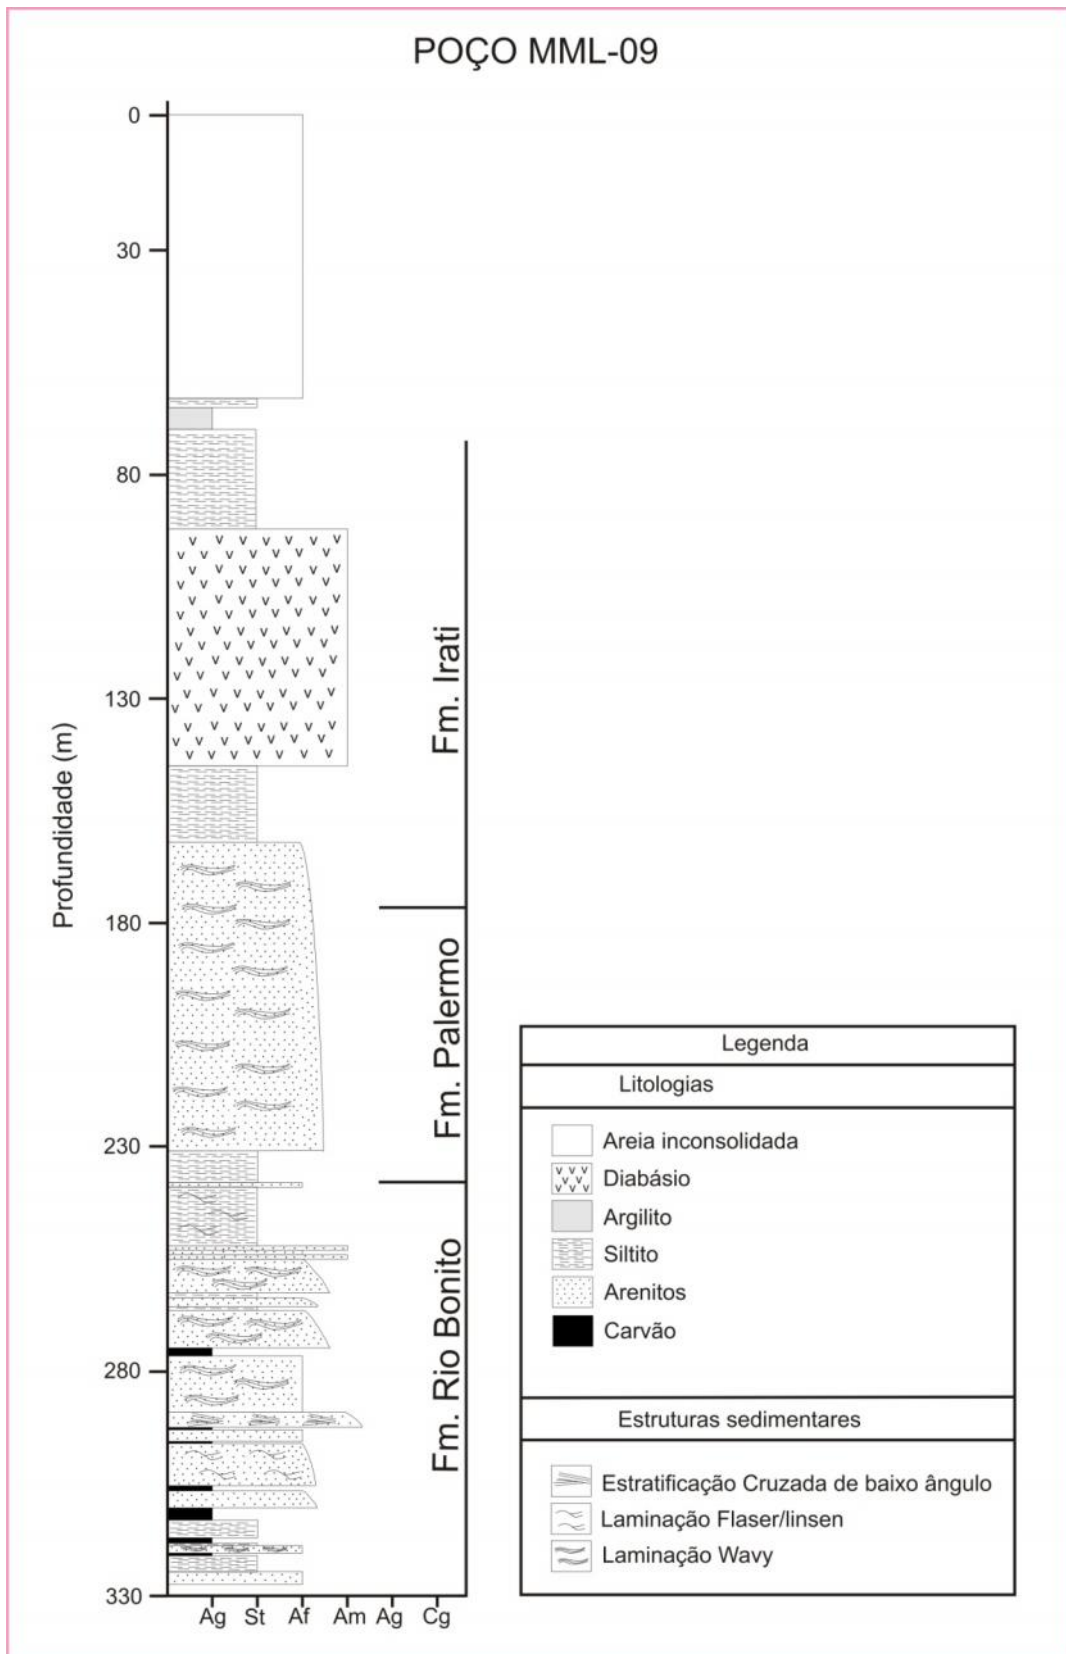 POÇO MML-09
0
30
80
130
180
230
280
330
Profundidade (m)
Fm. Irati
Fm. Palermo
Fm. Rio Bonito
Ag St Af Am Ag Cg
Legenda
Litologias
Areia inconsolidada
Diabásio
Argilito
Siltito
Arenitos
Carvão
Estruturas sedimentares
Estratificação Cruzada de baixo ângulo
Laminação Flaser/linsen
Laminação Wavy